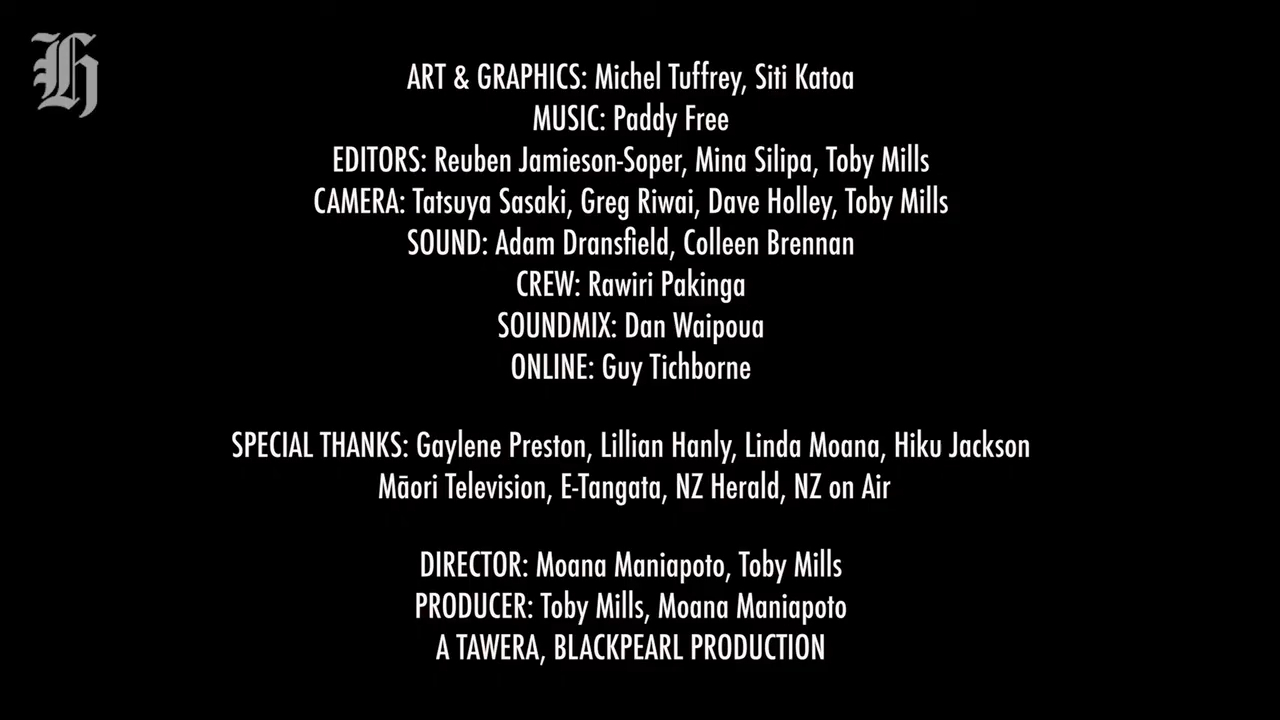 H
ART & GRAPHICS: Michel Tuffrey, Siti Katoa
MUSIC: Paddy Free
EDITORS: Reuben Jamieson-Soper, Mina Silipa, Toby Mills
CAMERA: Tatsuya Sasaki, Greg Riwai, Dave Holley, Toby Mills
SOUND: Adam Dransfield, Colleen Brennan
CREW: Rawiri Pakinga
SOUNDMIX: Dan Waipoua
ONLINE: Guy Tichborne
SPECIAL THANKS: Gaylene Preston, Lillian Hanly, Linda Moana, Hiku Jackson
Māori Television, E-Tangata, NZ Herald, NZ on Air
DIRECTOR: Moana Maniapoto, Toby Mills
PRODUCER: Toby Mills, Moana Maniapoto
A TAWERA, BLACKPEARL PRODUCTION